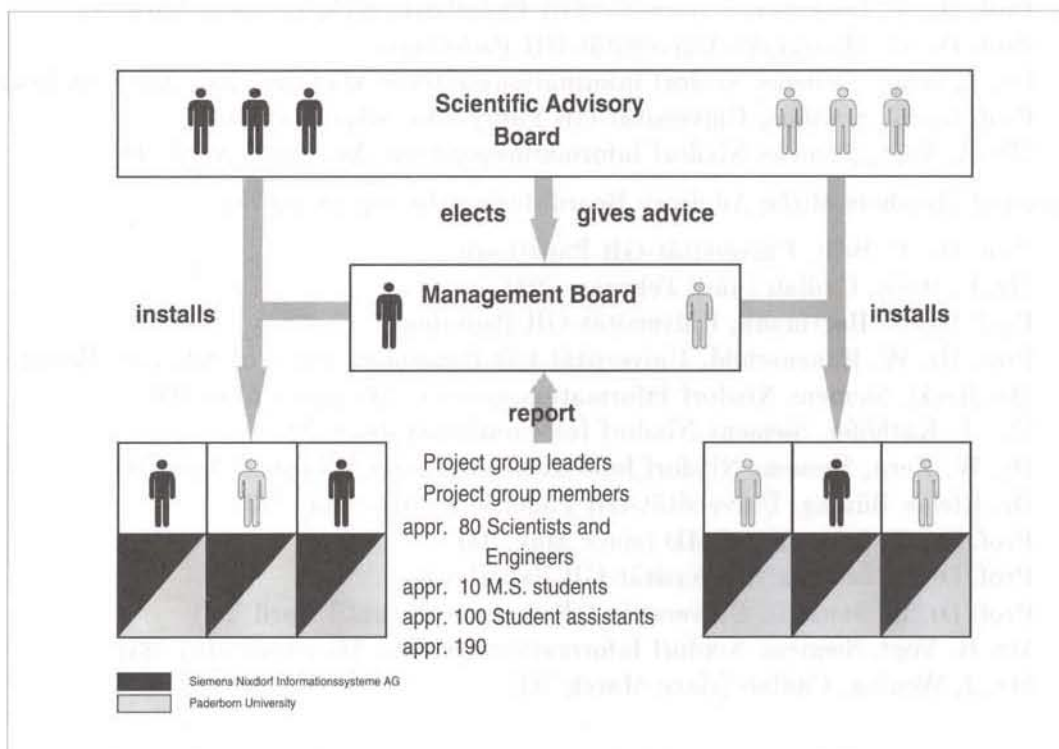 Scientific Advisory
Board
elects
gives advice
installs
Management Board
installs
report
Project group leaders
Project group members
appr. 80 Scientists and
Engineers
appr. 10 M.S. students
appr. 100 Student assistants
appr. 190
Siemens Nixdorf Informationssysteme AG
Paderborn University